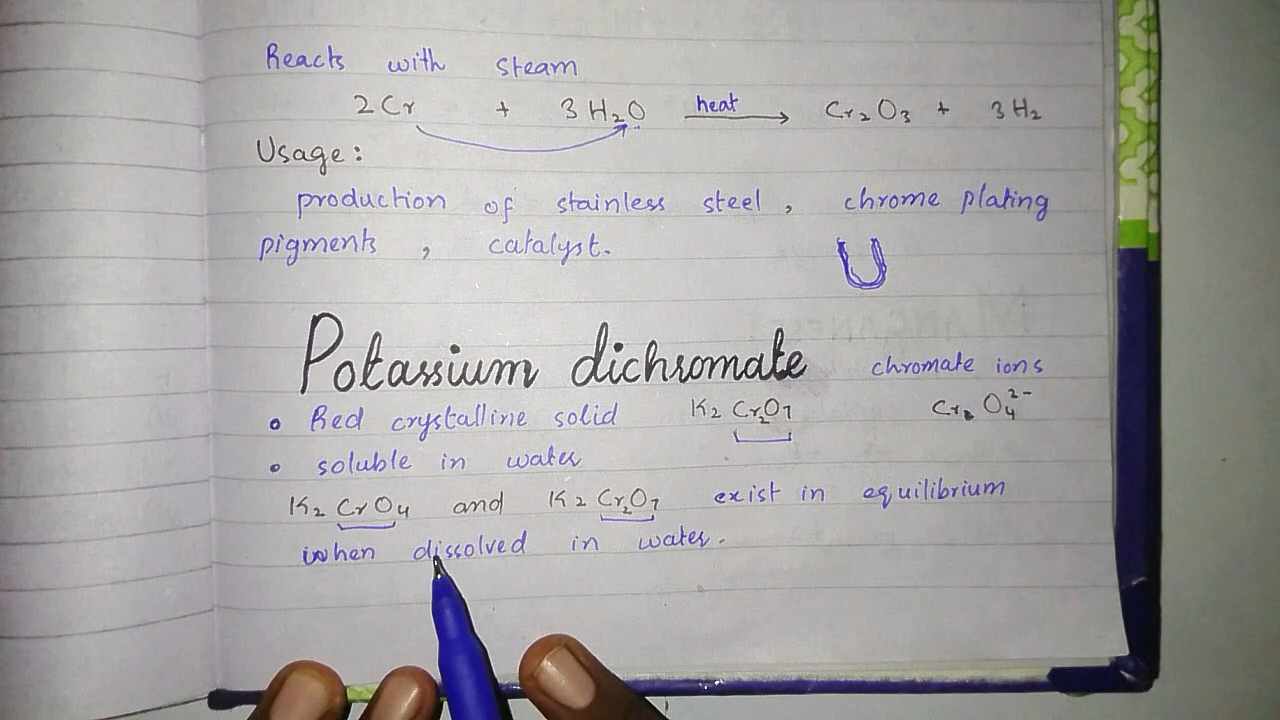 Reacts with steam
2Cr + 3H₂O heat → Cr₂O₃ + 3H₂
Usage:
production of stainless steel, chrome plating
pigments, catalyst.
Potassium dichromate chromate ions
• Red crystalline solid K₂Cr₂O₇ Cr₂O₄²⁻
• soluble in water
K₂CrO₄ and K₂Cr₂O₇ exist in equilibrium
when dissolved in water.